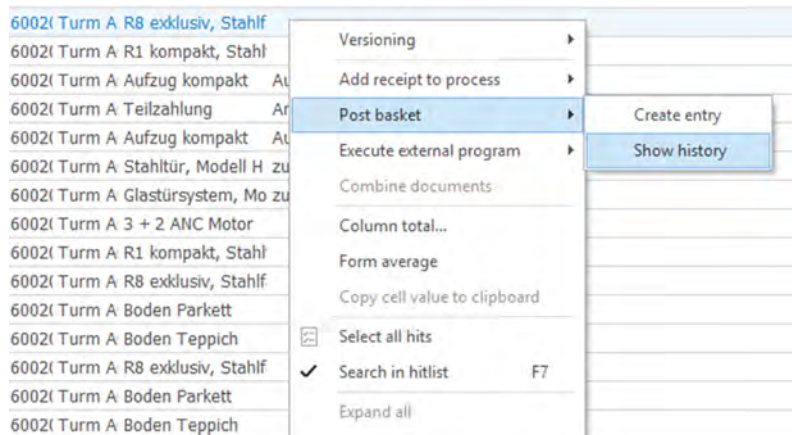 6002( Turm A R8 exklusiv, Stahlf
6002( Turm A R1 kompakt, Stahl
6002( Turm A Aufzug kompakt Au
6002( Turm A Teilzahlung An
6002( Turm A Aufzug kompakt Au
6002( Turm A Stahltür, Modell H zu
6002( Turm A Glastürsystem, Mo zu
6002( Turm A 3 + 2 ANC Motor
6002( Turm A R1 kompakt, Stahl
6002( Turm A R8 exklusiv, Stahlf
6002( Turm A Boden Parkett
6002( Turm A Boden Teppich
6002( Turm A R8 exklusiv, Stahlf
6002( Turm A Boden Parkett
6002( Turm A Boden Teppich
Versioning
Add receipt to process
Post basket
Execute external program
Combine documents
Column total...
Form average
Copy cell value to clipboard
Select all hits
Search in hitlist F7
Expand all
Create entry
Show history